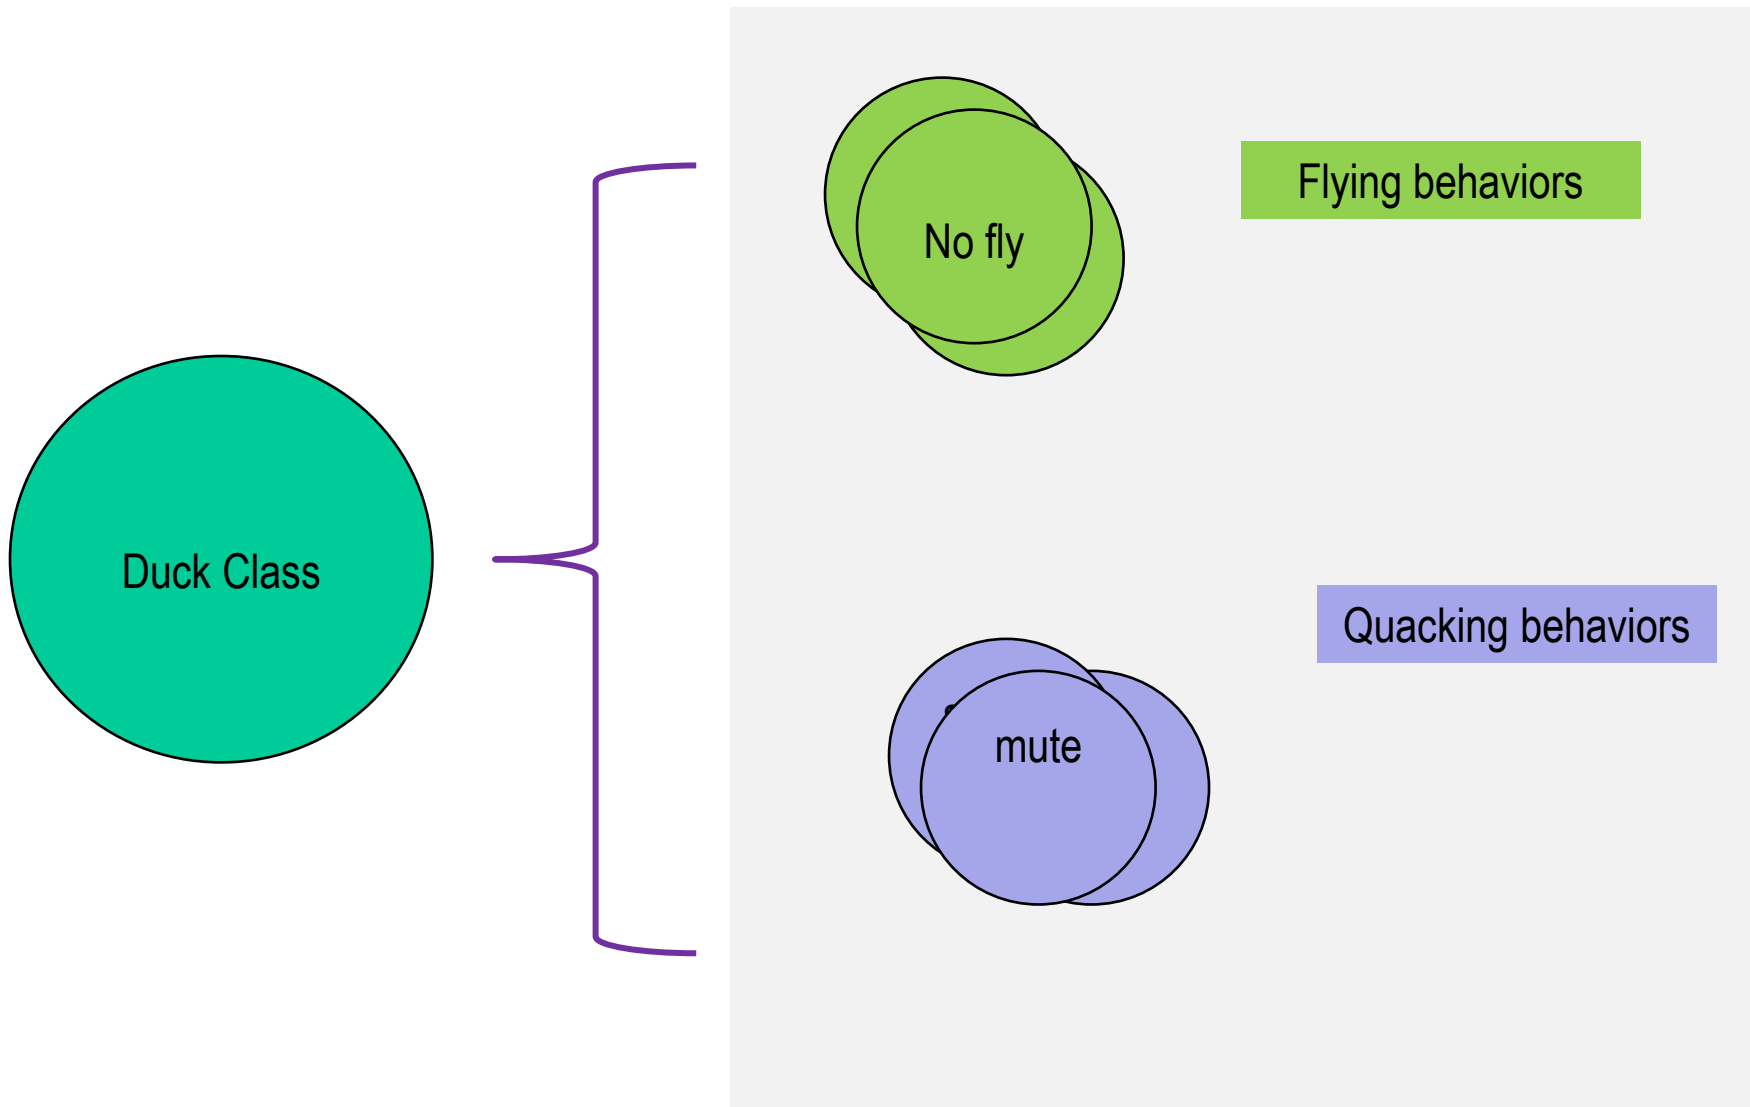 No fly
Flying behaviors
Duck Class
Quacking behaviors
mute